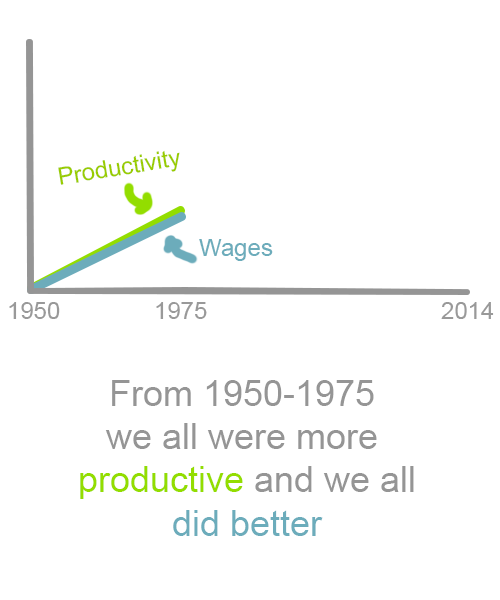 Productivity
Wages
1950 1975 2014
From 1950-1975
we all were more
productive and we all
did better